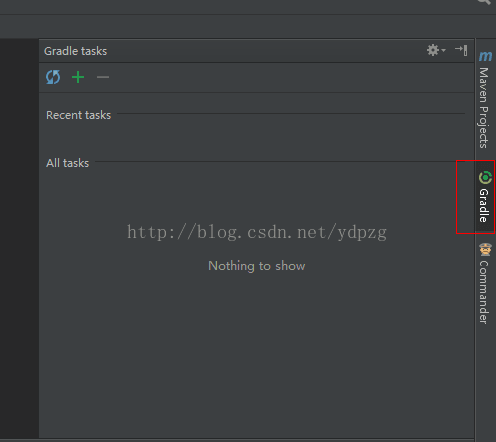 Gradle tasks
Recent tasks
All tasks
http://blog.csdn.net/ydpzg
Nothing to show
m Maven Projects
Gradle
Commander